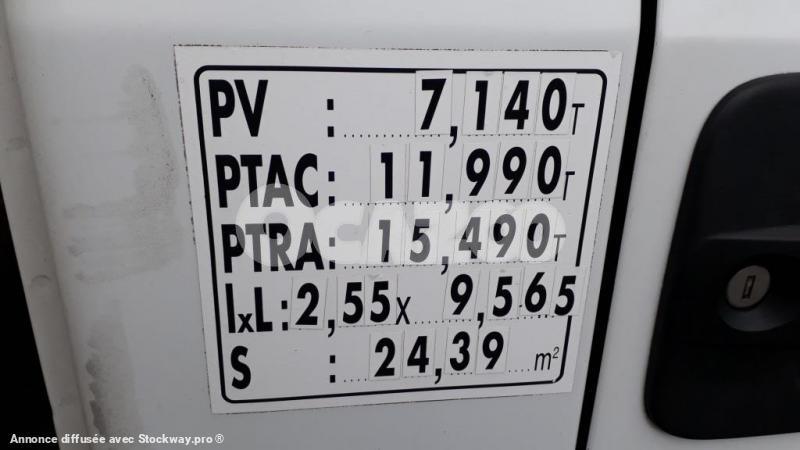 PV : 7,140T
PTAC : 11,990T
PTRA : 15,490T
lxL : 2,55x 9,565
S : 24,39 m²
OCAZOO
Annonce diffusée avec Stockway.pro®